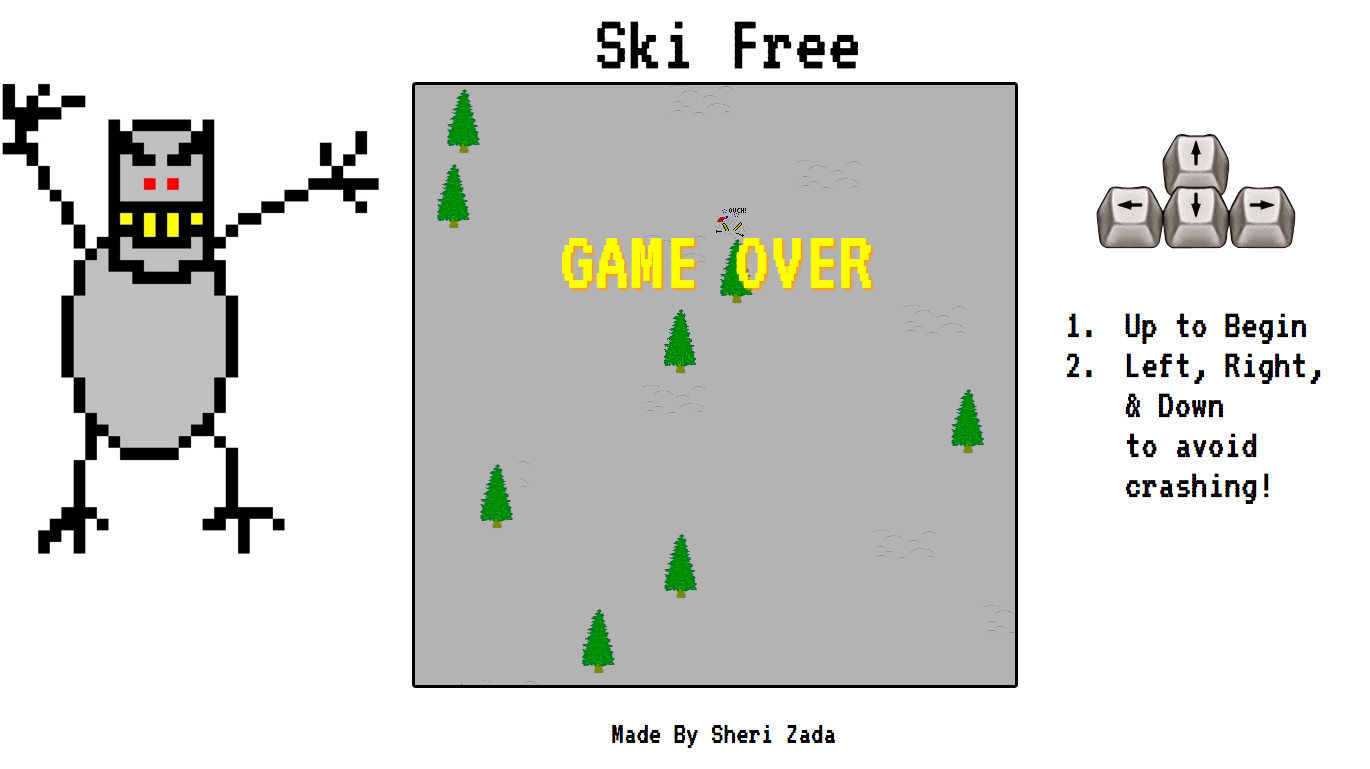 Ski Free
OUCH!
GAME OVER
1. Up to Begin
2. Left, Right,
& Down
to avoid
crashing!
Made By Sheri Zada